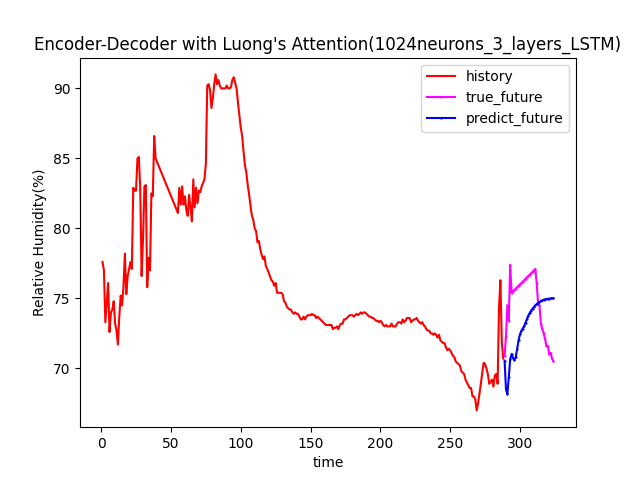 Encoder-Decoder with Luong's Attention(1024neurons_3_layers_LSTM)
history
true_future
predict_future
Relative Humidity(%)
90
85
80
75
70
0 50 100 150 200 250 300
time